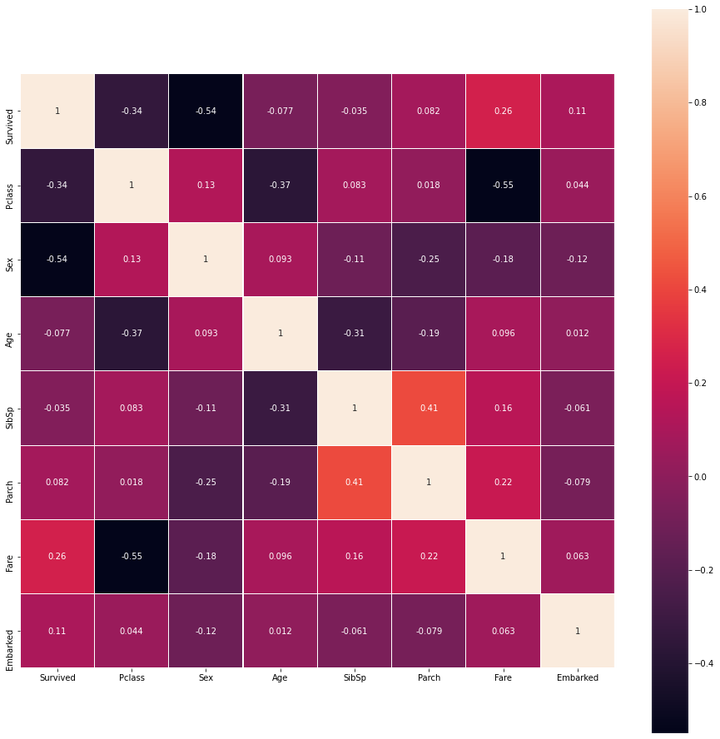 Survived 1 -0.34 -0.54 -0.077 -0.035 0.082 0.26 0.11
Pclass -0.34 1 0.13 -0.37 0.083 0.018 -0.55 0.044
Sex -0.54 0.13 1 0.093 -0.11 -0.25 -0.18 -0.12
Age -0.077 -0.37 0.093 1 -0.31 -0.19 0.096 0.012
SibSp -0.035 0.083 -0.11 -0.31 1 0.41 0.16 -0.061
Parch 0.082 0.018 -0.25 -0.19 0.41 1 0.22 -0.079
Fare 0.26 -0.55 -0.18 0.096 0.16 0.22 1 0.063
Embarked 0.11 0.044 -0.12 0.012 -0.061 -0.079 0.063 1
Survived Pclass Sex Age SibSp Parch Fare Embarked
1.0
0.8
0.6
0.4
0.2
0.0
−0.2
−0.4